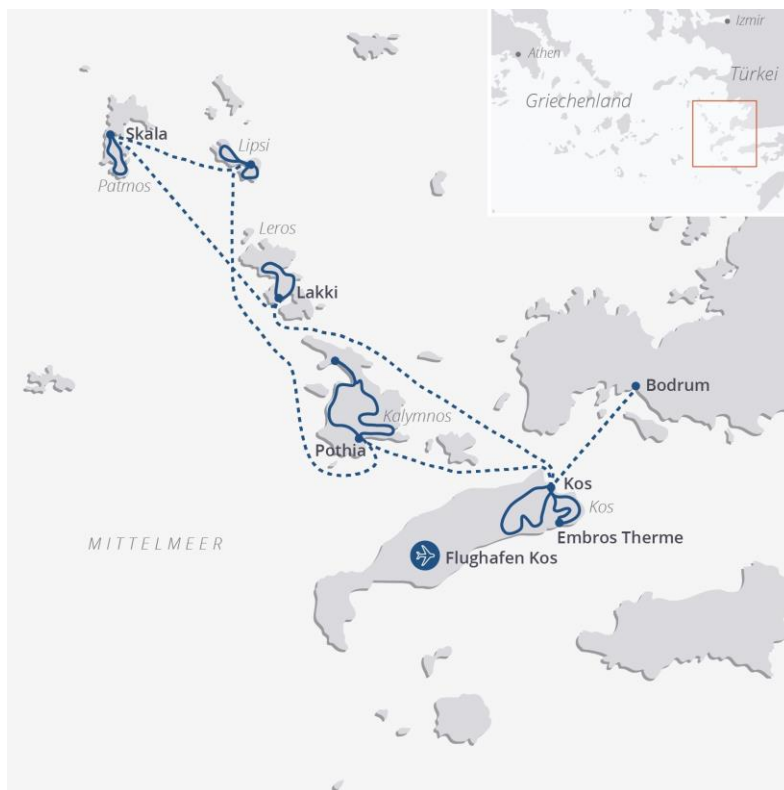 Izmir
Athen
Türkei
Griechenland
Skala
Lipsi
Patmos
Leros
Lakki
Bodrum
Kalymnos
Pothia
Kos
Kos
Embros Therme
MITTELMEER
Flughafen Kos